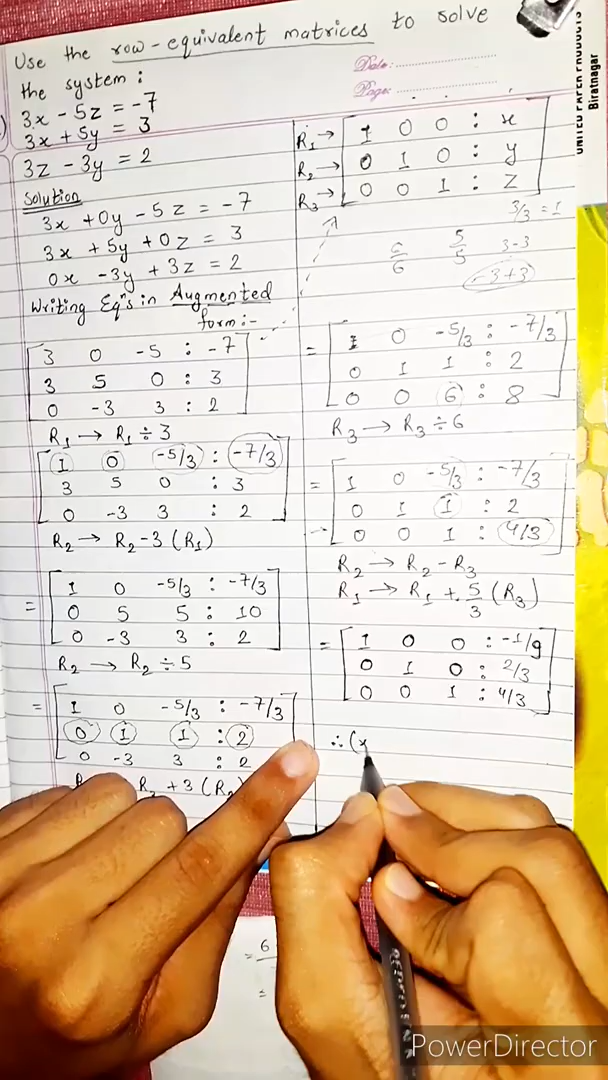 Use the row-equivalent matrices to solve
the system:
3x - 5z = -7
3x + 5y = 3
3z - 3y = 2
Solution
3x + 0y - 5z = -7
3x + 5y + 0z = 3
0x - 3y + 3z = 2
Writing Eqⁿs in Augmented
form:-
3 0 -5 : -7
3 5 0 : 3
0 -3 3 : 2
R₁ → R₁ ÷ 3
1 0 -5/3 : -7/3
3 5 0 : 3
0 -3 3 : 2
R₂ → R₂ - 3 (R₁)
= 1 0 -5/3 : -7/3
0 5 5 : 10
0 -3 3 : 2
R₂ → R₂ ÷ 5
= 1 0 -5/3 : -7/3
0 1 1 : 2
0 -3 3 : 2
+ 3 (R₂
Date:
Page:
R₁ → 1 0 0 : x
R₂ → 0 1 0 : y
R₃ → 0 0 1 : z
3/3 = 1
6/6 5/5 3-3
-3+3
= 1 0 -5/3 : -7/3
0 1 1 : 2
0 0 6 : 8
R₃ → R₃ ÷ 6
= 1 0 -5/3 : -7/3
0 1 1 : 2
→ 0 0 1 : 4/3
R₂ → R₂ - R₃
R₁ → R₁ + 5/3 (R₃)
= 1 0 0 : -1/9
0 1 0 : 2/3
0 0 1 : 4/3
∴ (x
UNITED PAPER PRODUCTS
Biratnagar
= 6
=
PowerDirector